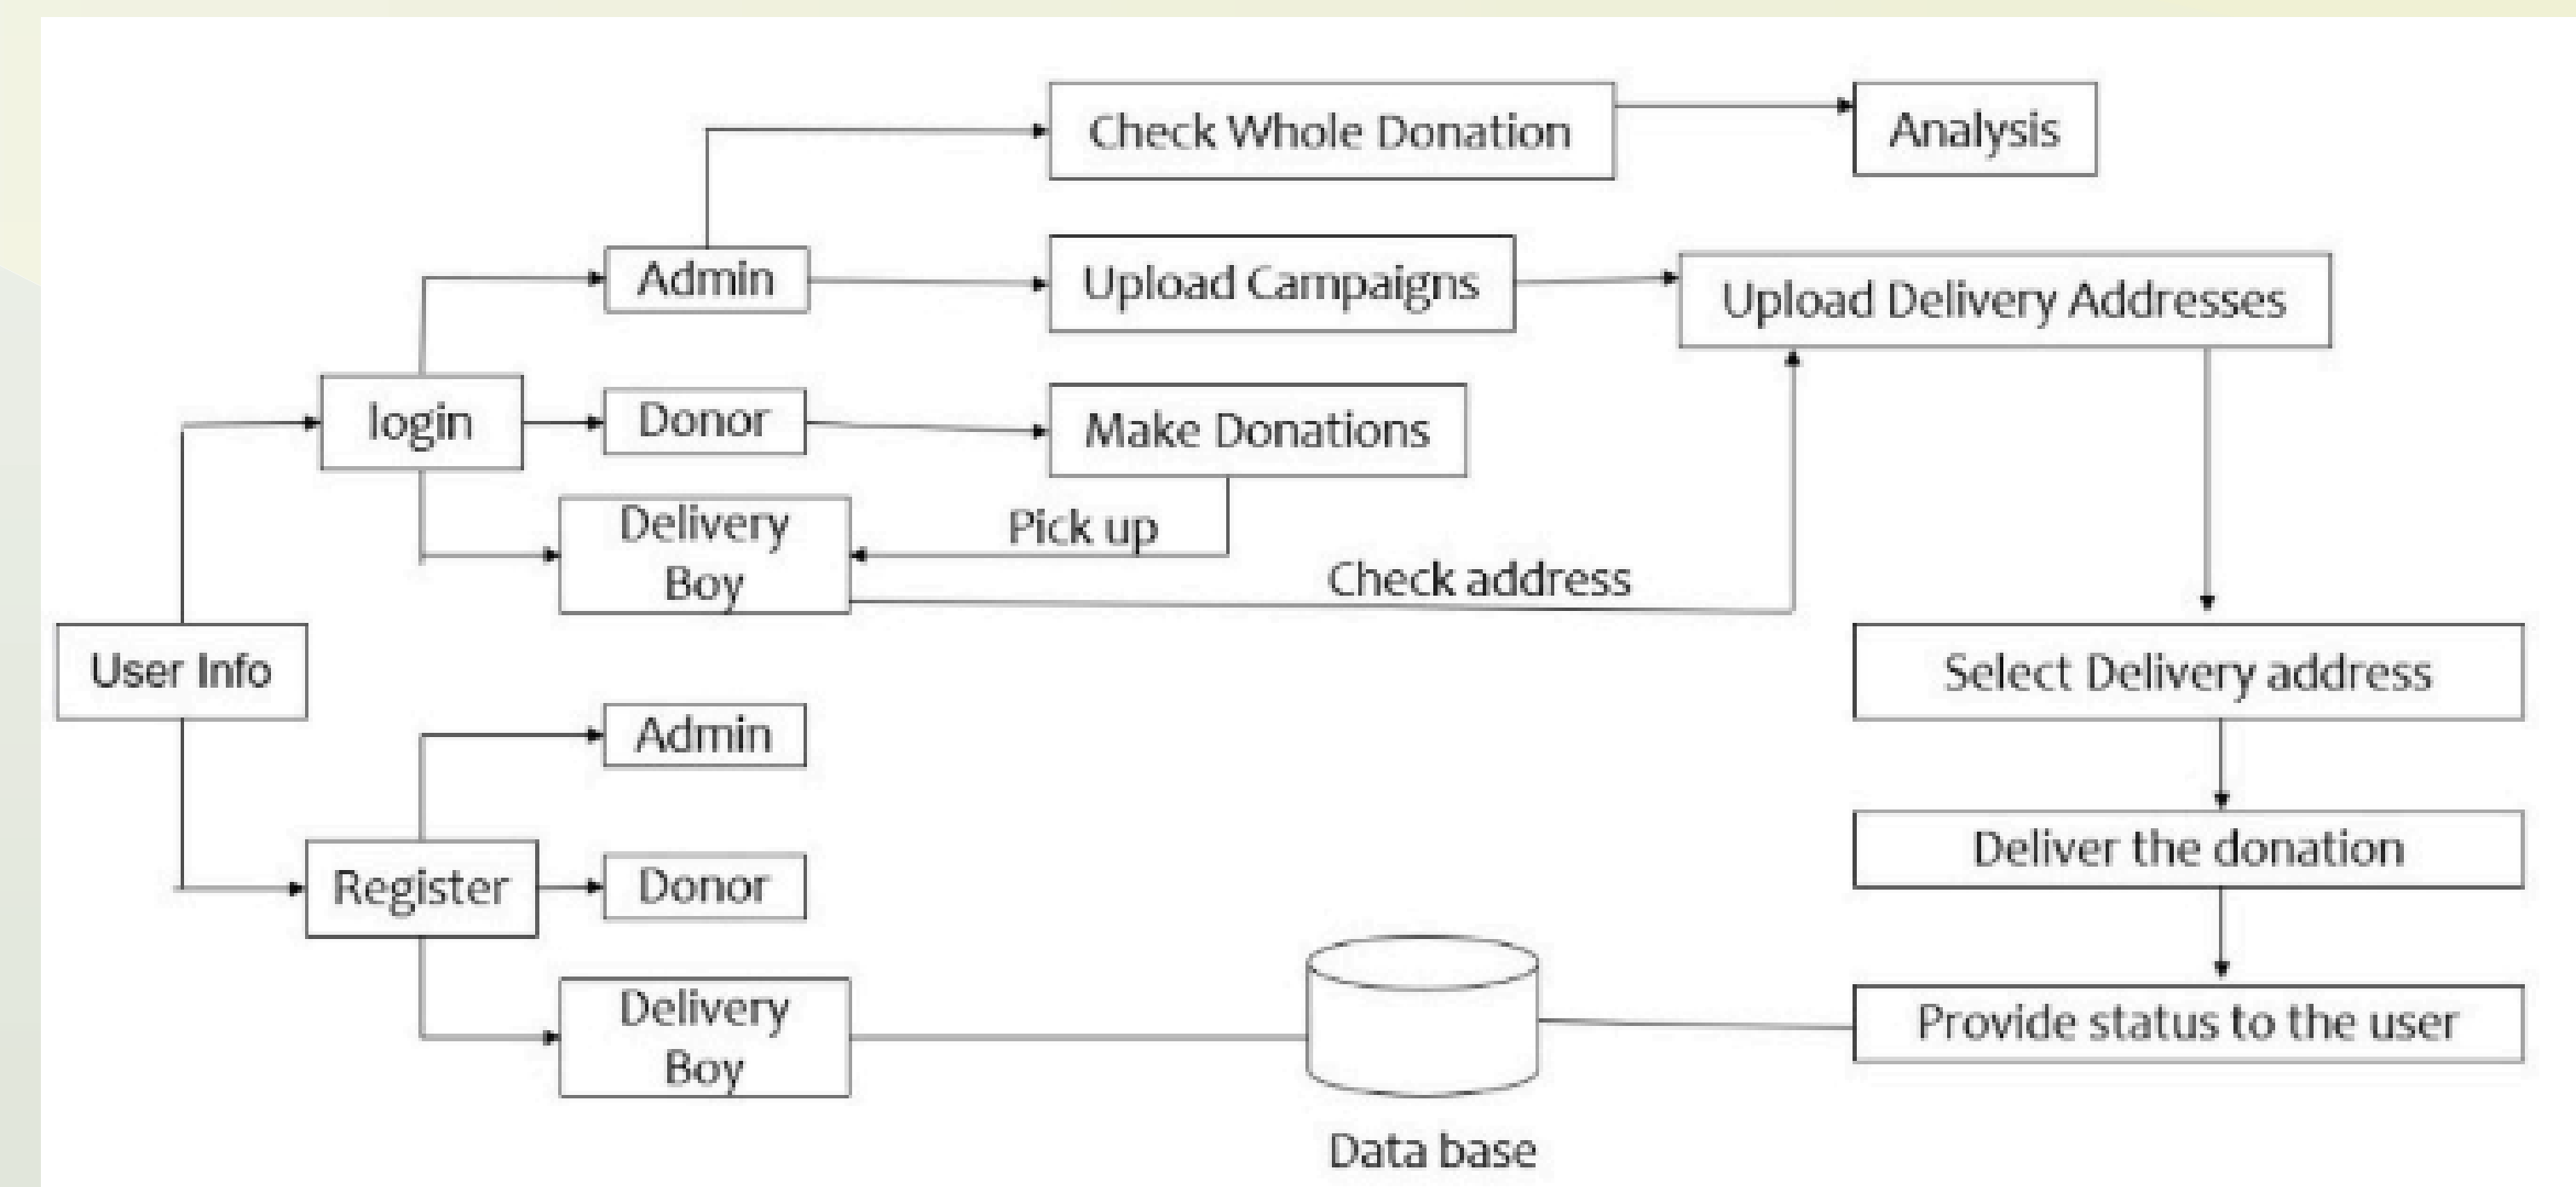 Check Whole Donation
Analysis
Admin
Upload Campaigns
Upload Delivery Addresses
login
Donor
Make Donations
Delivery
Boy
Pick up
Check address
User Info
Select Delivery address
Admin
Deliver the donation
Register
Donor
Delivery
Boy
Provide status to the user
Data base